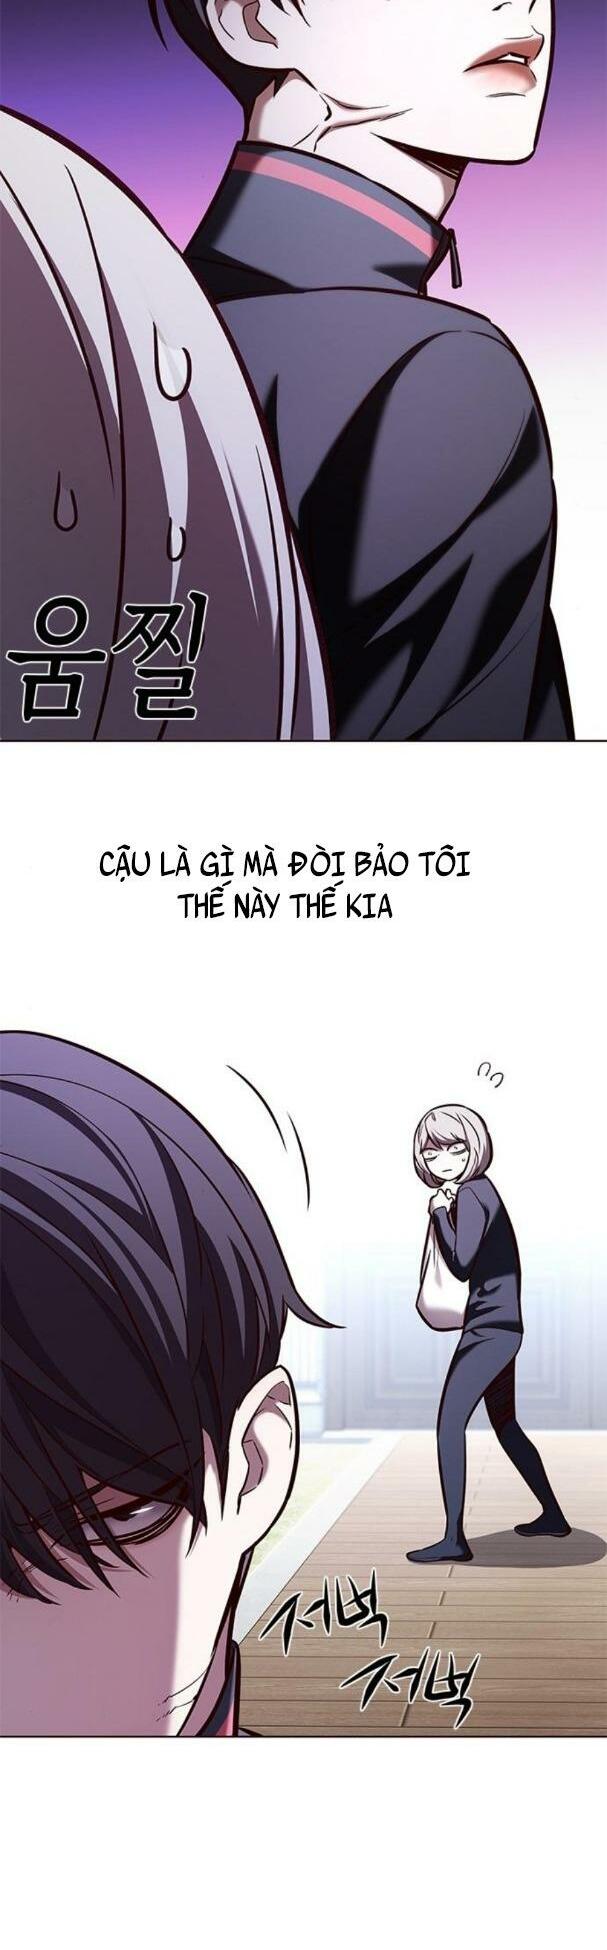 움찔
CẬU LÀ GÌ MÀ ĐÒI BẢO TÔI
THẾ NÀY THẾ KIA
저벅
저벅